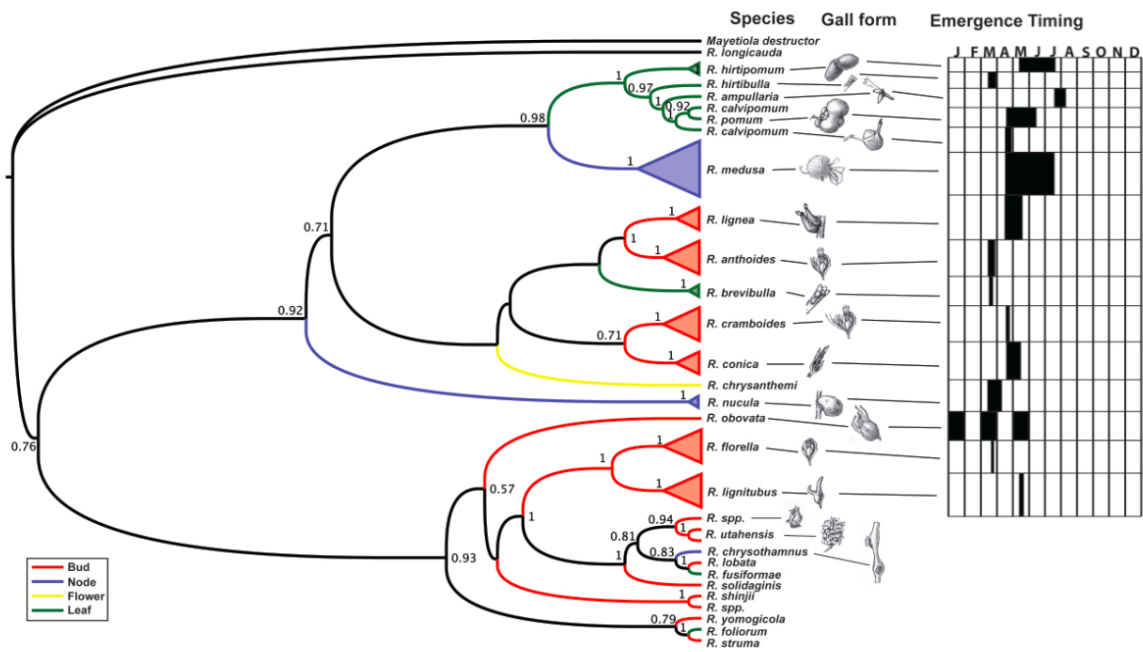 Species Gall form Emergence Timing
J F M A M J J A S O N D
Mayetiola destructor
R. longicauda
R. hirtipomum
1
R. hirtibulla
0.97
R. ampullaria
1
R. calvipomum
0.92
R. pomum
1
0.98
R. calvipomum
R. medusa
1
R. lignea
1
0.71
1
R. anthoides
1
R. brevibulla
1
0.92
R. cramboides
1
0.71
R. conica
1
R. chrysanthemi
R. nucula
1
R. obovata
0.76
R. florella
1
1
0.57
R. lignitubus
1
1
R. spp.
0.94
R. utahensis
1
0.81
R. chrysothamnus
0.83
0.93
1
R. lobata
1
R. fusiformae
R. solidaginis
R. shinjii
1
R. spp.
R. yomogicola
0.79
R. foliorum
1
R. struma
Bud
Node
Flower
Leaf